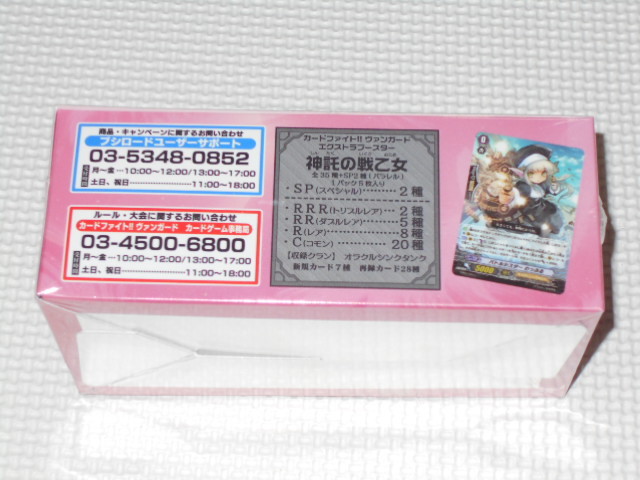 商品・キャンペーンに関するお問い合わせ
ブシロードユーザーサポート
03-5348-0852
受付時間
月~金…10:00~12:00/13:00~17:00
土日、祝日………………11:00~18:00
ルール・大会に関するお問い合わせ
カードファイト!! ヴァンガード カードゲーム事務局
03-4500-6800
受付時間
月~金…10:00~12:00/13:00~17:00
土日、祝日………………11:00~18:00
カードファイト!! ヴァンガード
エクストラブースター
神託の戦乙女
全35種+SP2種(パラレル)
1パック5枚入り
・SP(スペシャル)………2種
・RRR(トリプルレア)…2種
・RR(ダブルレア)………5種
・R(レア)………………8種
・C(コモン)……………20種
【収録クラン】 オラクルシンクタンク
新規カード7種 再録カード28種